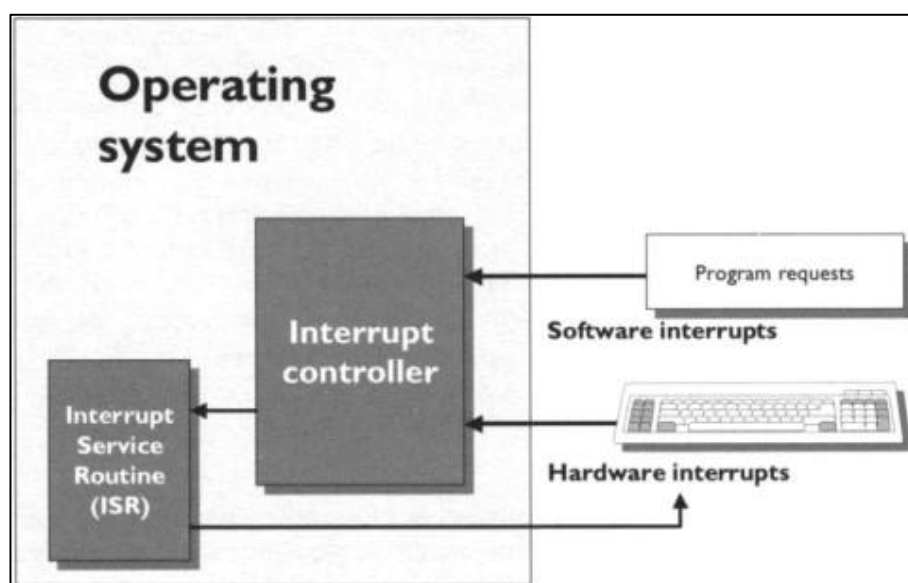 Operating
system
Program requests
Software interrupts
Interrupt
controller
Interrupt
Service
Routine
(ISR)
Hardware interrupts